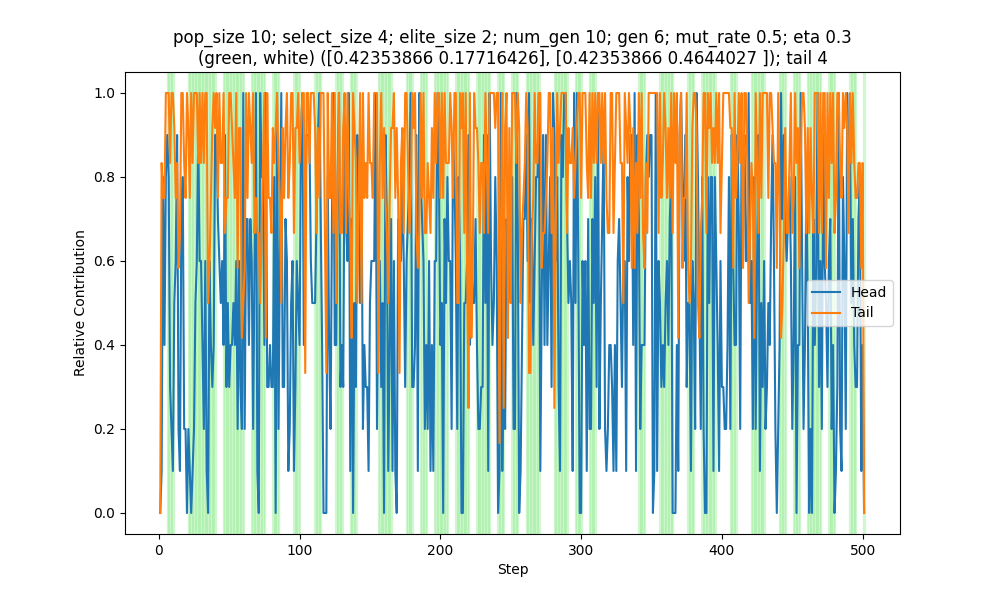 pop_size 10; select_size 4; elite_size 2; num_gen 10; gen 6; mut_rate 0.5; eta 0.3
(green, white) ([0.42353866 0.17716426], [0.42353866 0.4644027 ]); tail 4
1.0
0.8
0.6
0.4
0.2
0.0
Relative Contribution
Head
Tail
0
100
200
300
400
500
Step